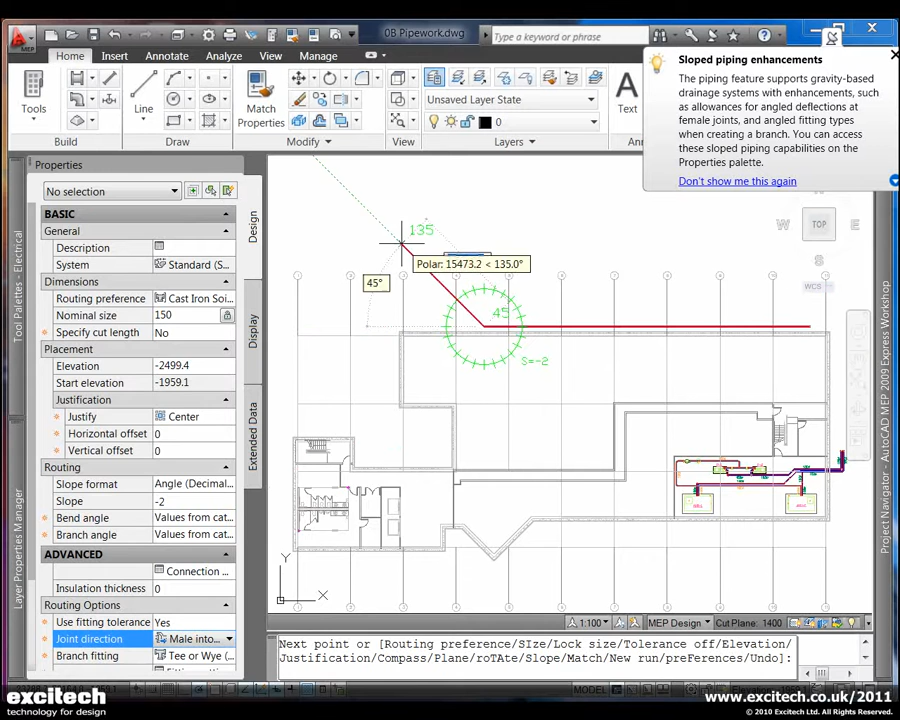 0B Pipework.dwg
Type a keyword or phrase
MEP
Home Insert Annotate Analyze View Manage
Tools
Line
Match
Properties
Unsaved Layer State
0
Text
Build
Draw
Modify
View
Layers
Sloped piping enhancements
The piping feature supports gravity-based
drainage systems with enhancements, such
as allowances for angled deflections at
female joints, and angled fitting types
when creating a branch. You can access
these sloped piping capabilities on the
Properties palette.
Don't show me this again
Properties
No selection
BASIC
General
Description
System Standard (S...
Dimensions
Routing preference Cast Iron Soi...
Nominal size 150
Specify cut length No
Placement
Elevation -2499.4
Start elevation -1959.1
Justification
Justify Center
Horizontal offset 0
Vertical offset 0
Routing
Slope format Angle (Decimal...
Slope -2
Bend angle Values from cat...
Branch angle Values from cat...
ADVANCED
Connection ...
Insulation thickness 0
Routing Options
Use fitting tolerance Yes
Joint direction Male into...
Branch fitting Tee or Wye (...
Design
Display
Extended Data
Tool Palettes - Electrical
Layer Properties Manager
Project Navigator - AutoCAD MEP 2009 Express Workshop
135
Polar: 15473.2 < 135.0°
45°
45
S=-2
W TOP E
S
WCS
Y
X
1:100
MEP Design
Cut Plane: 1400
Next point or [Routing preference/SIze/Lock size/Tolerance off/Elevation/
Justification/Compass/Plane/roTAte/Slope/Match/New run/preFerences/Undo]:
MODEL
excitech
technology for design
www.excitech.co.uk/2011
© 2010 Excitech Ltd. All Rights Reserved.